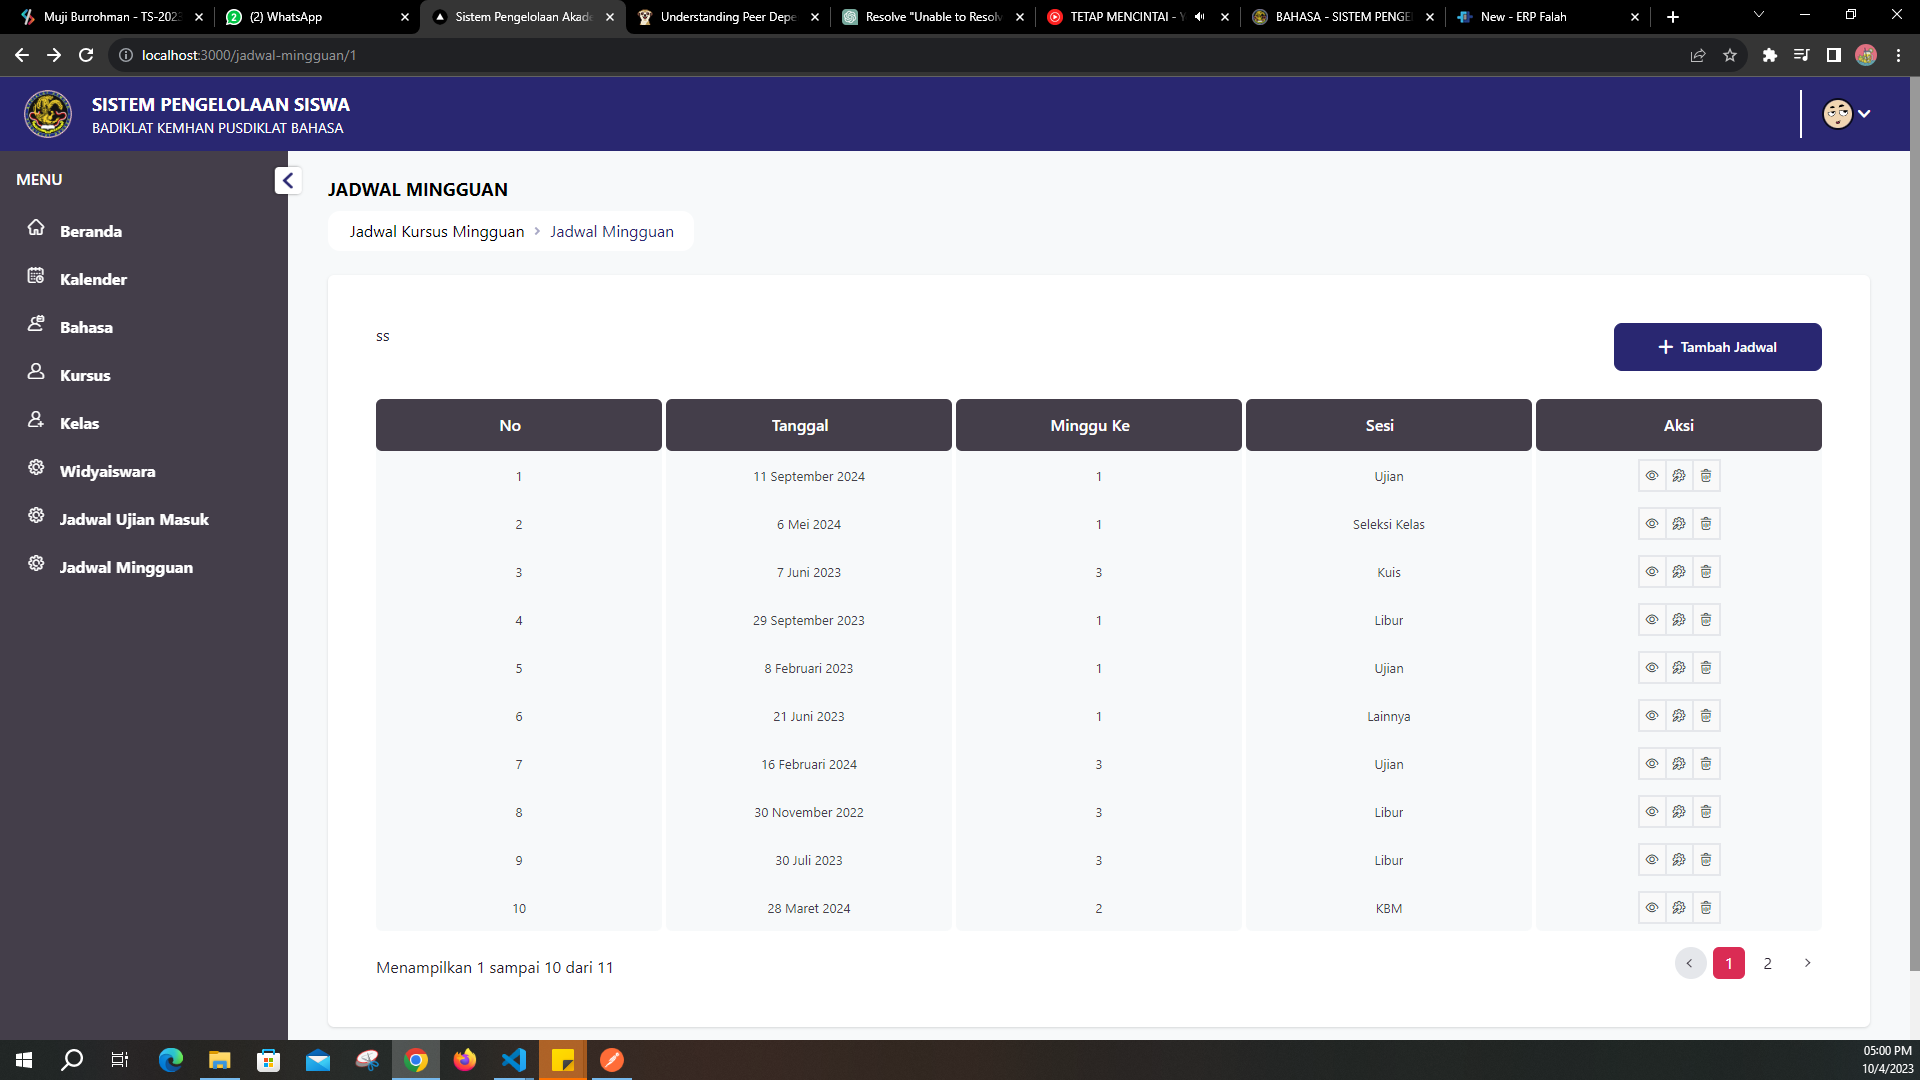 Muji Burrohman - TS-202
(2) WhatsApp
Sistem Pengelolaan Akade
Understanding Peer Depe
Resolve "Unable to Resolv
TETAP MENCINTAI - Y
BAHASA - SISTEM PENGE
New - ERP Falah
localhost:3000/jadwal-mingguan/1
SISTEM PENGELOLAAN SISWA
BADIKLAT KEMHAN PUSDIKLAT BAHASA
MENU
Beranda
Kalender
Bahasa
Kursus
Kelas
Widyaiswara
Jadwal Ujian Masuk
Jadwal Mingguan
JADWAL MINGGUAN
Jadwal Kursus Mingguan > Jadwal Mingguan
ss
+ Tambah Jadwal
No Tanggal Minggu Ke Sesi Aksi
1 11 September 2024 1 Ujian
2 6 Mei 2024 1 Seleksi Kelas
3 7 Juni 2023 3 Kuis
4 29 September 2023 1 Libur
5 8 Februari 2023 1 Ujian
6 21 Juni 2023 1 Lainnya
7 16 Februari 2024 3 Ujian
8 30 November 2022 3 Libur
9 30 Juli 2023 3 Libur
10 28 Maret 2024 2 KBM
Menampilkan 1 sampai 10 dari 11
< 1 2 >
05:00 PM
10/4/2023